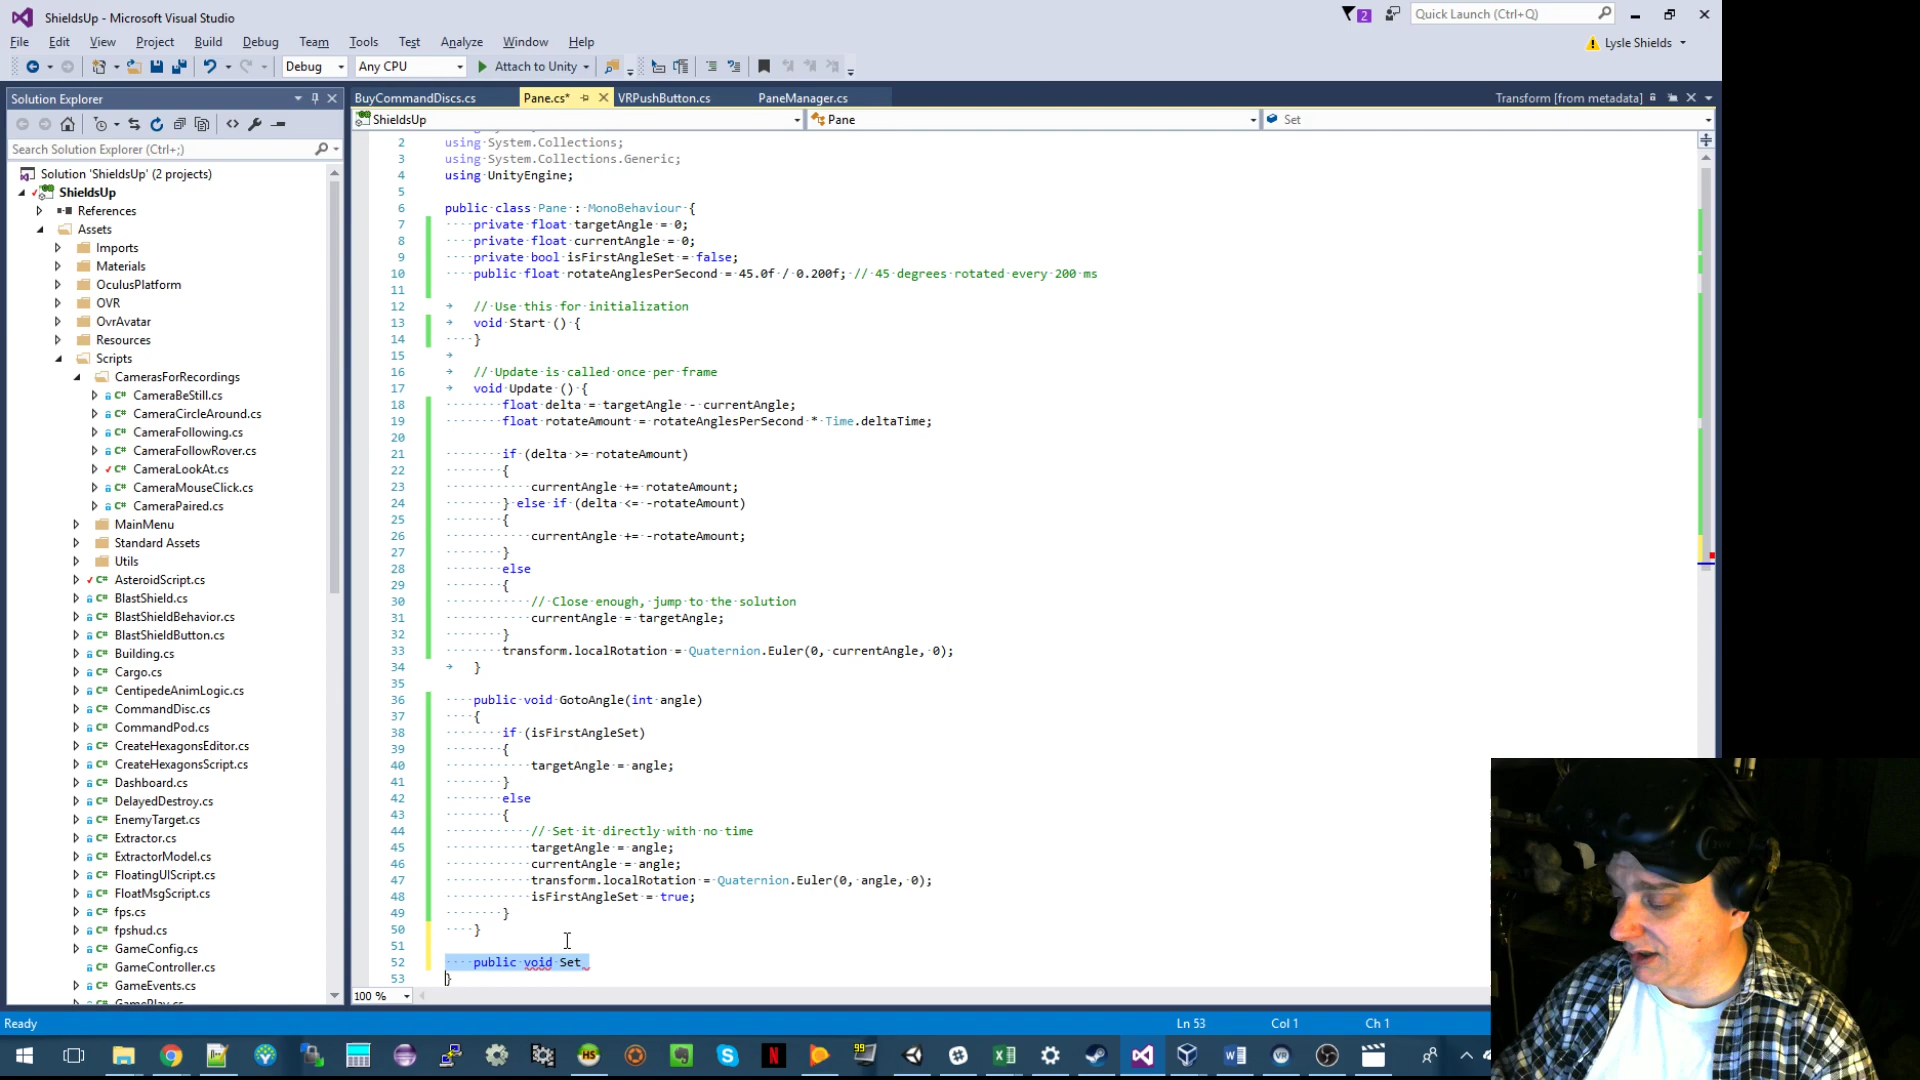 ShieldsUp - Microsoft Visual Studio
2
Quick Launch (Ctrl+Q)
File Edit View Project Build Debug Team Tools Test Analyze Window Help
Lysle Shields
Debug
Any CPU
Attach to Unity
Solution Explorer
BuyCommandDiscs.cs
Pane.cs*
VRPushButton.cs
PaneManager.cs
Transform [from metadata]
ShieldsUp
Pane
Set
Search Solution Explorer (Ctrl+;)
Solution 'ShieldsUp' (2 projects)
ShieldsUp
References
Assets
Imports
Materials
OculusPlatform
OVR
OvrAvatar
Resources
Scripts
CamerasForRecordings
C# CameraBeStill.cs
C# CameraCircleAround.cs
C# CameraFollowing.cs
C# CameraFollowRover.cs
C# CameraLookAt.cs
C# CameraMouseClick.cs
C# CameraPaired.cs
MainMenu
Standard Assets
Utils
C# AsteroidScript.cs
C# BlastShield.cs
C# BlastShieldBehavior.cs
C# BlastShieldButton.cs
C# Building.cs
C# Cargo.cs
C# CentipedeAnimLogic.cs
C# CommandDisc.cs
C# CommandPod.cs
C# CreateHexagonsEditor.cs
C# CreateHexagonsScript.cs
C# Dashboard.cs
C# DelayedDestroy.cs
C# EnemyTarget.cs
C# Extractor.cs
C# ExtractorModel.cs
C# FloatingUIScript.cs
C# FloatMsgScript.cs
C# fps.cs
C# fpshud.cs
C# GameConfig.cs
C# GameController.cs
C# GameEvents.cs
C# GamePlay.cs
2 using System.Collections;
3 using System.Collections.Generic;
4 using UnityEngine;
5
6 public class Pane : MonoBehaviour {
7 private float targetAngle = 0;
8 private float currentAngle = 0;
9 private bool isFirstAngleSet = false;
10 public float rotateAnglesPerSecond = 45.0f / 0.200f; // 45 degrees rotated every 200 ms
11
12 // Use this for initialization
13 void Start () {
14 }
15
16 // Update is called once per frame
17 void Update () {
18 float delta = targetAngle - currentAngle;
19 float rotateAmount = rotateAnglesPerSecond * Time.deltaTime;
20
21 if (delta >= rotateAmount)
22 {
23 currentAngle += rotateAmount;
24 } else if (delta <= -rotateAmount)
25 {
26 currentAngle += -rotateAmount;
27 }
28 else
29 {
30 // Close enough, jump to the solution
31 currentAngle = targetAngle;
32 }
33 transform.localRotation = Quaternion.Euler(0, currentAngle, 0);
34 }
35
36 public void GotoAngle(int angle)
37 {
38 if (isFirstAngleSet)
39 {
40 targetAngle = angle;
41 }
42 else
43 {
44 // Set it directly with no time
45 targetAngle = angle;
46 currentAngle = angle;
47 transform.localRotation = Quaternion.Euler(0, angle, 0);
48 isFirstAngleSet = true;
49 }
50 }
51
52 public void Set
53 }
100 %
Ready
Ln 53
Col 1
Ch 1
99